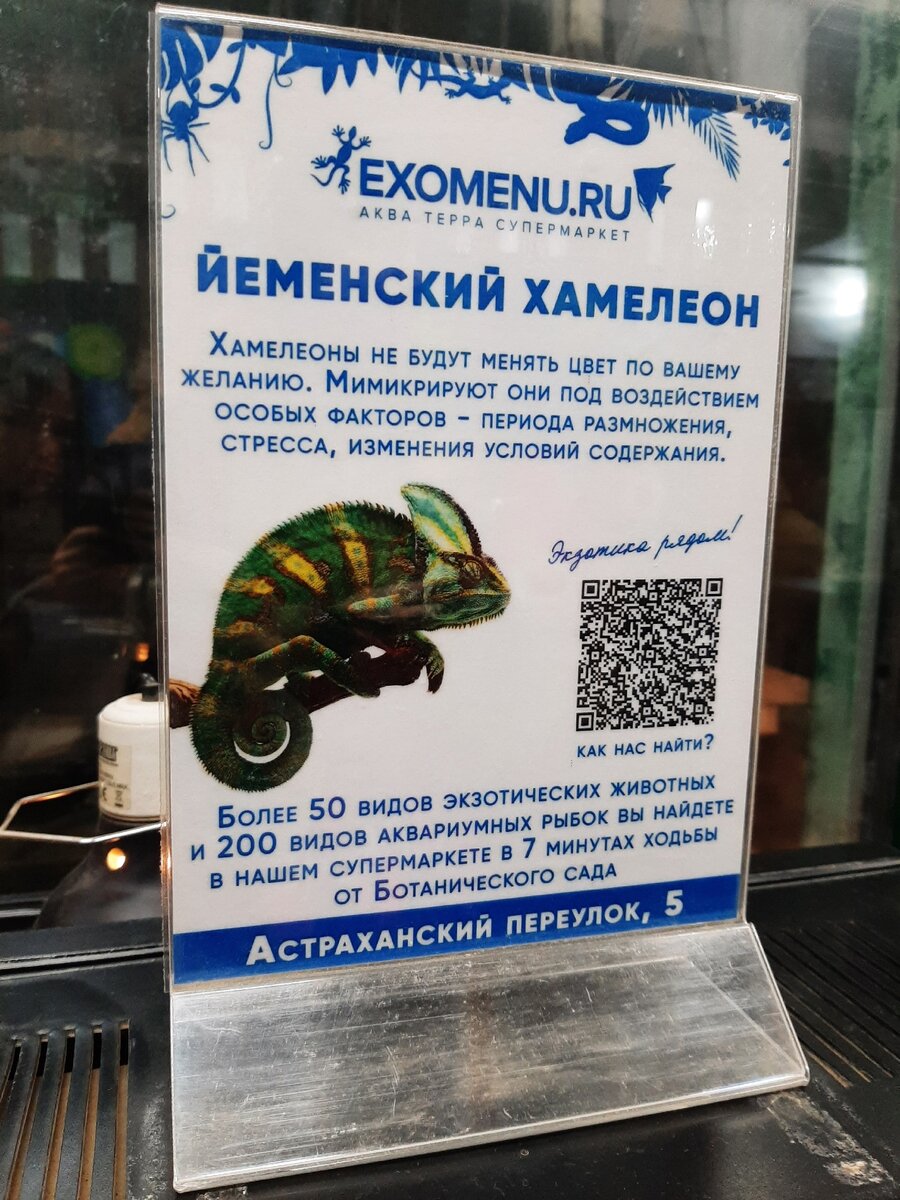 EXOMENU.RU
АКВА ТЕРРА СУПЕРМАРКЕТ
ЙЕМЕНСКИЙ ХАМЕЛЕОН
Хамелеоны не будут менять цвет по вашему
желанию. Мимикрируют они под воздействием
особых факторов – периода размножения,
стресса, изменения условий содержания.
Экзотика рядом!
как нас найти?
Более 50 видов экзотических животных
и 200 видов аквариумных рыбок вы найдете
в нашем супермаркете в 7 минутах ходьбы
от Ботанического сада
Астраханский переулок, 5